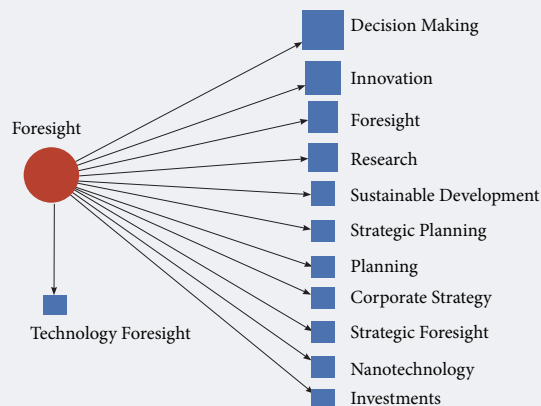 Decision Making
Innovation
Foresight
Foresight
Research
Sustainable Development
Strategic Planning
Planning
Corporate Strategy
Technology Foresight
Strategic Foresight
Nanotechnology
Investments